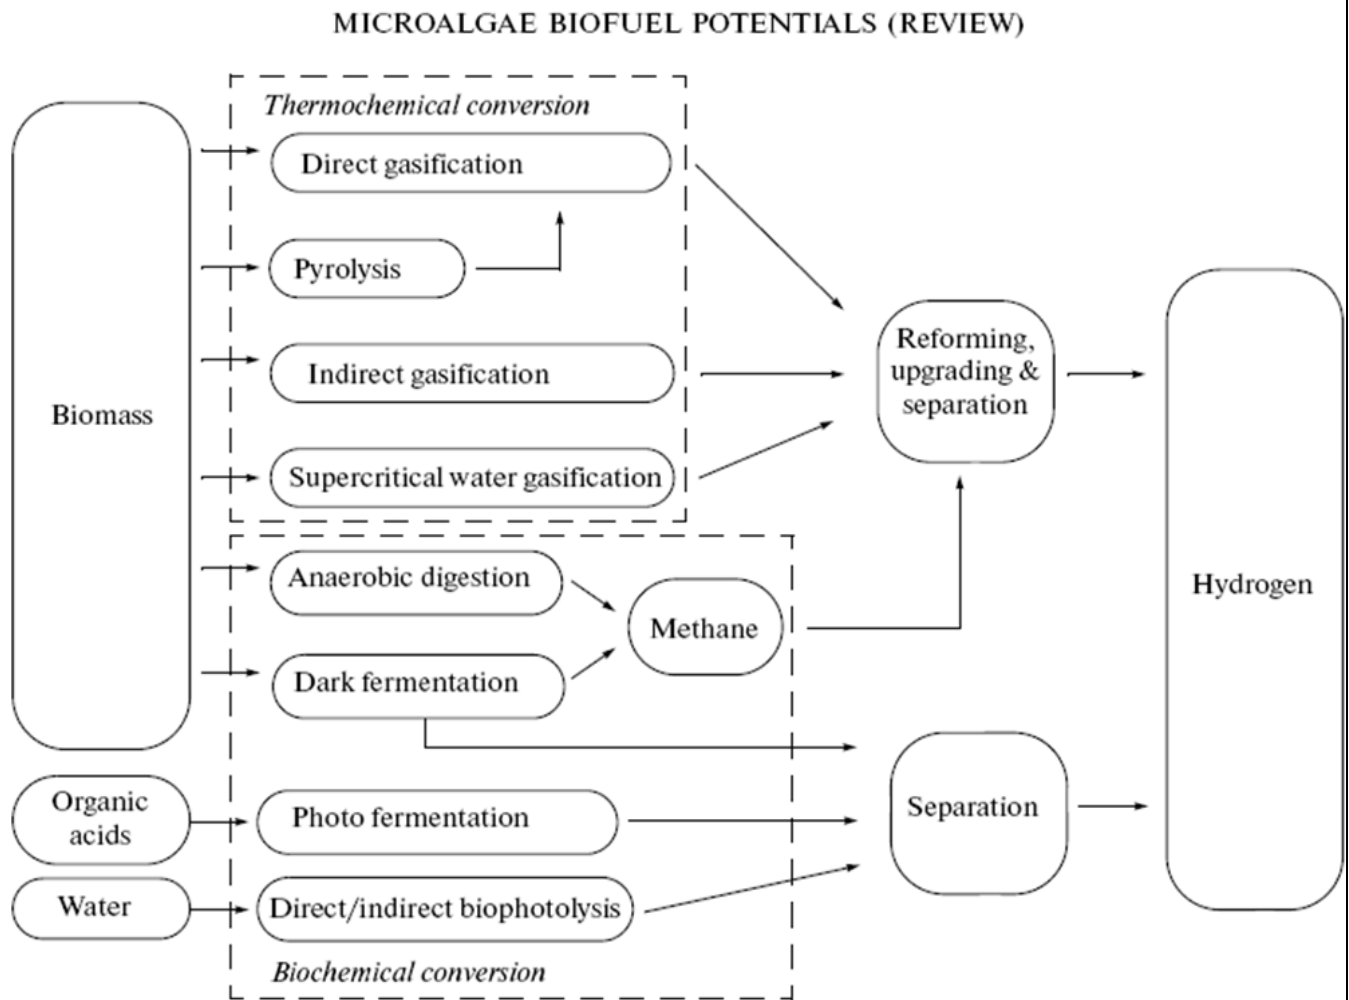 MICROALGAE BIOFUEL POTENTIALS (REVIEW)
Thermochemical conversion
Direct gasification
Pyrolysis
Indirect gasification
Supercritical water gasification
Biomass
Reforming,
upgrading &
separation
Hydrogen
Anaerobic digestion
Methane
Dark fermentation
Organic
acids
Photo fermentation
Separation
Water
Direct/indirect biophotolysis
Biochemical conversion